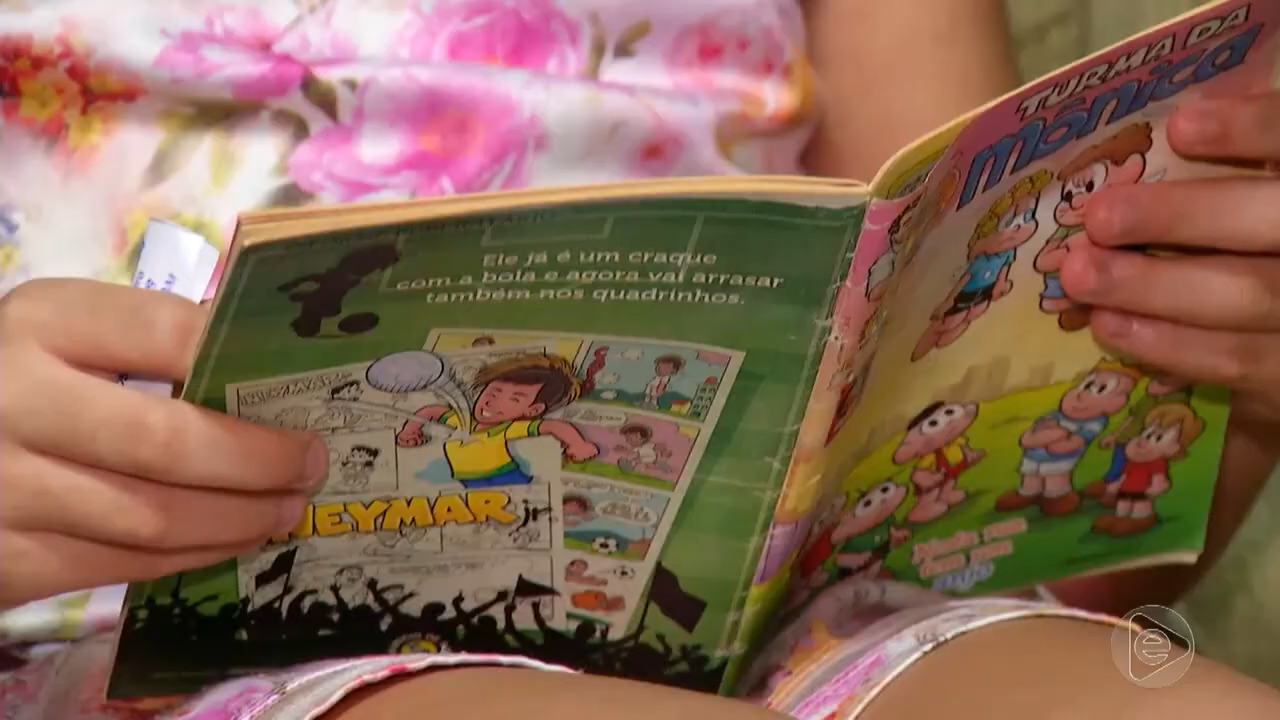 Ele já é um craque
com a bola e agora vai arrasar
também nos quadrinhos.
NEYMAR jr.
TURMA DA
Mônica